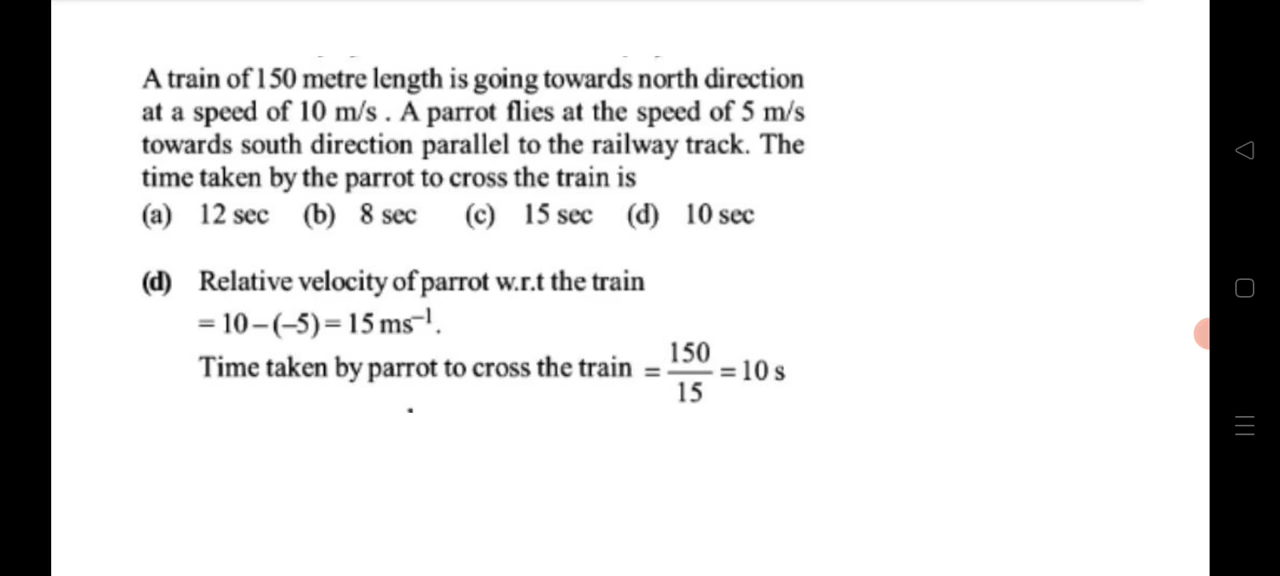 A train of 150 metre length is going towards north direction
at a speed of 10 m/s . A parrot flies at the speed of 5 m/s
towards south direction parallel to the railway track. The
time taken by the parrot to cross the train is
(a) 12 sec (b) 8 sec (c) 15 sec (d) 10 sec
(d) Relative velocity of parrot w.r.t the train
= 10 – (–5) = 15 ms⁻¹.
Time taken by parrot to cross the train = 150/15 = 10 s